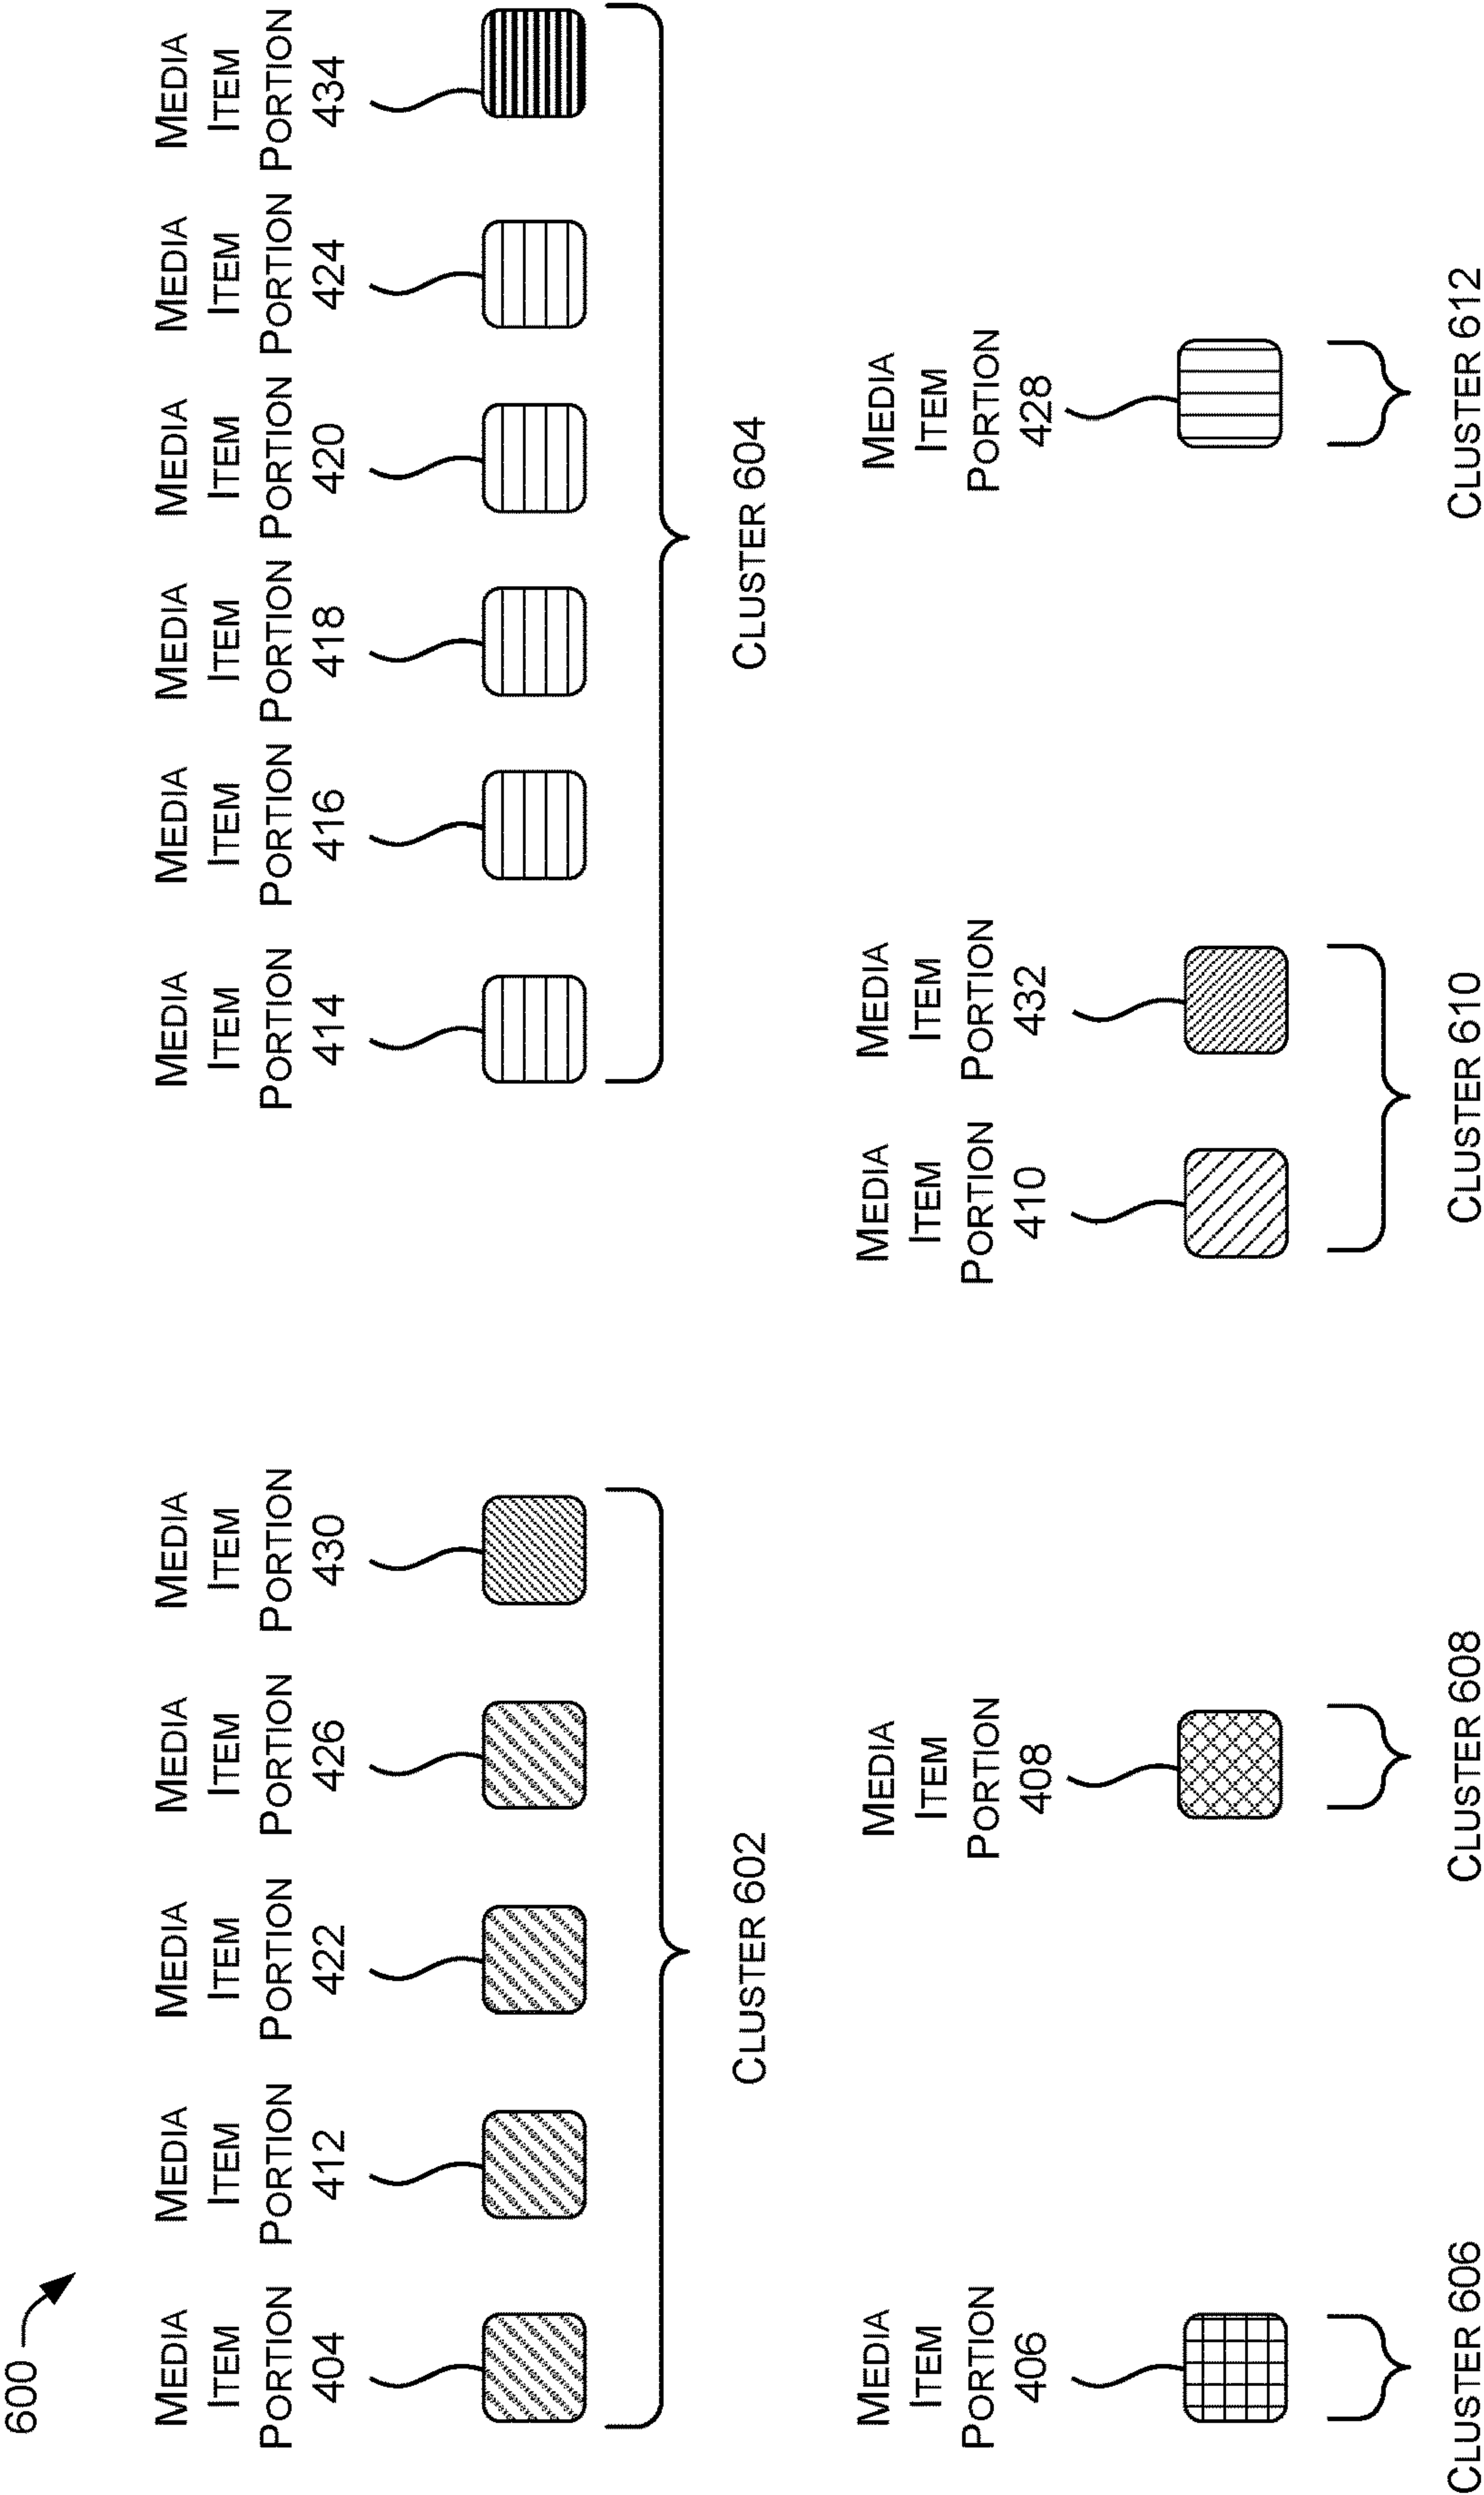 600
MEDIA
ITEM
PORTION
404
MEDIA
ITEM
PORTION
412
MEDIA
ITEM
PORTION
422
MEDIA
ITEM
PORTION
426
MEDIA
ITEM
PORTION
430
CLUSTER 602
MEDIA
ITEM
PORTION
414
MEDIA
ITEM
PORTION
416
MEDIA
ITEM
PORTION
418
MEDIA
ITEM
PORTION
420
MEDIA
ITEM
PORTION
424
MEDIA
ITEM
PORTION
434
CLUSTER 604
MEDIA
ITEM
PORTION
406
CLUSTER 606
MEDIA
ITEM
PORTION
408
CLUSTER 608
MEDIA
ITEM
PORTION
410
MEDIA
ITEM
PORTION
432
CLUSTER 610
MEDIA
ITEM
PORTION
428
CLUSTER 612